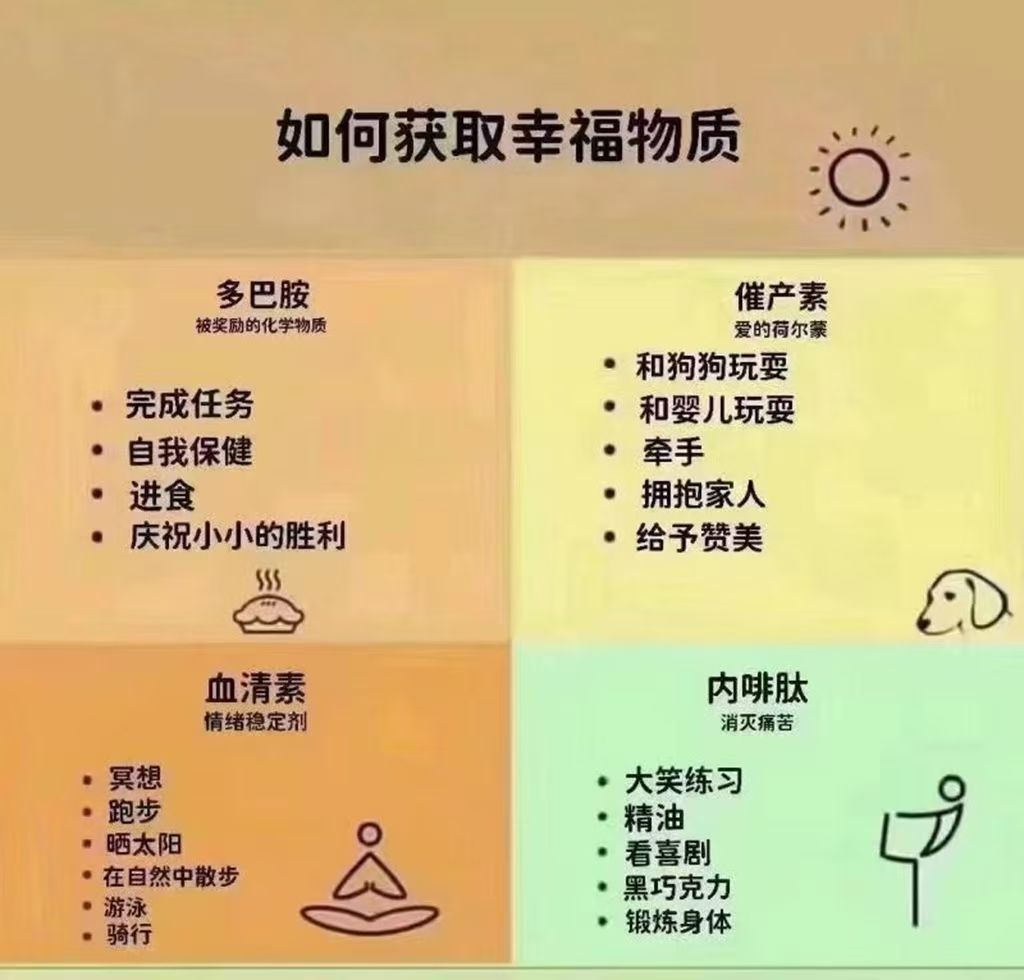 如何获取幸福物质
多巴胺
被奖励的化学物质
• 完成任务
• 自我保健
• 进食
• 庆祝小小的胜利
催产素
爱的荷尔蒙
• 和狗狗玩耍
• 和婴儿玩耍
• 牵手
• 拥抱家人
• 给予赞美
血清素
情绪稳定剂
• 冥想
• 跑步
• 晒太阳
• 在自然中散步
• 游泳
• 骑行
内啡肽
消灭痛苦
• 大笑练习
• 精油
• 看喜剧
• 黑巧克力
• 锻炼身体